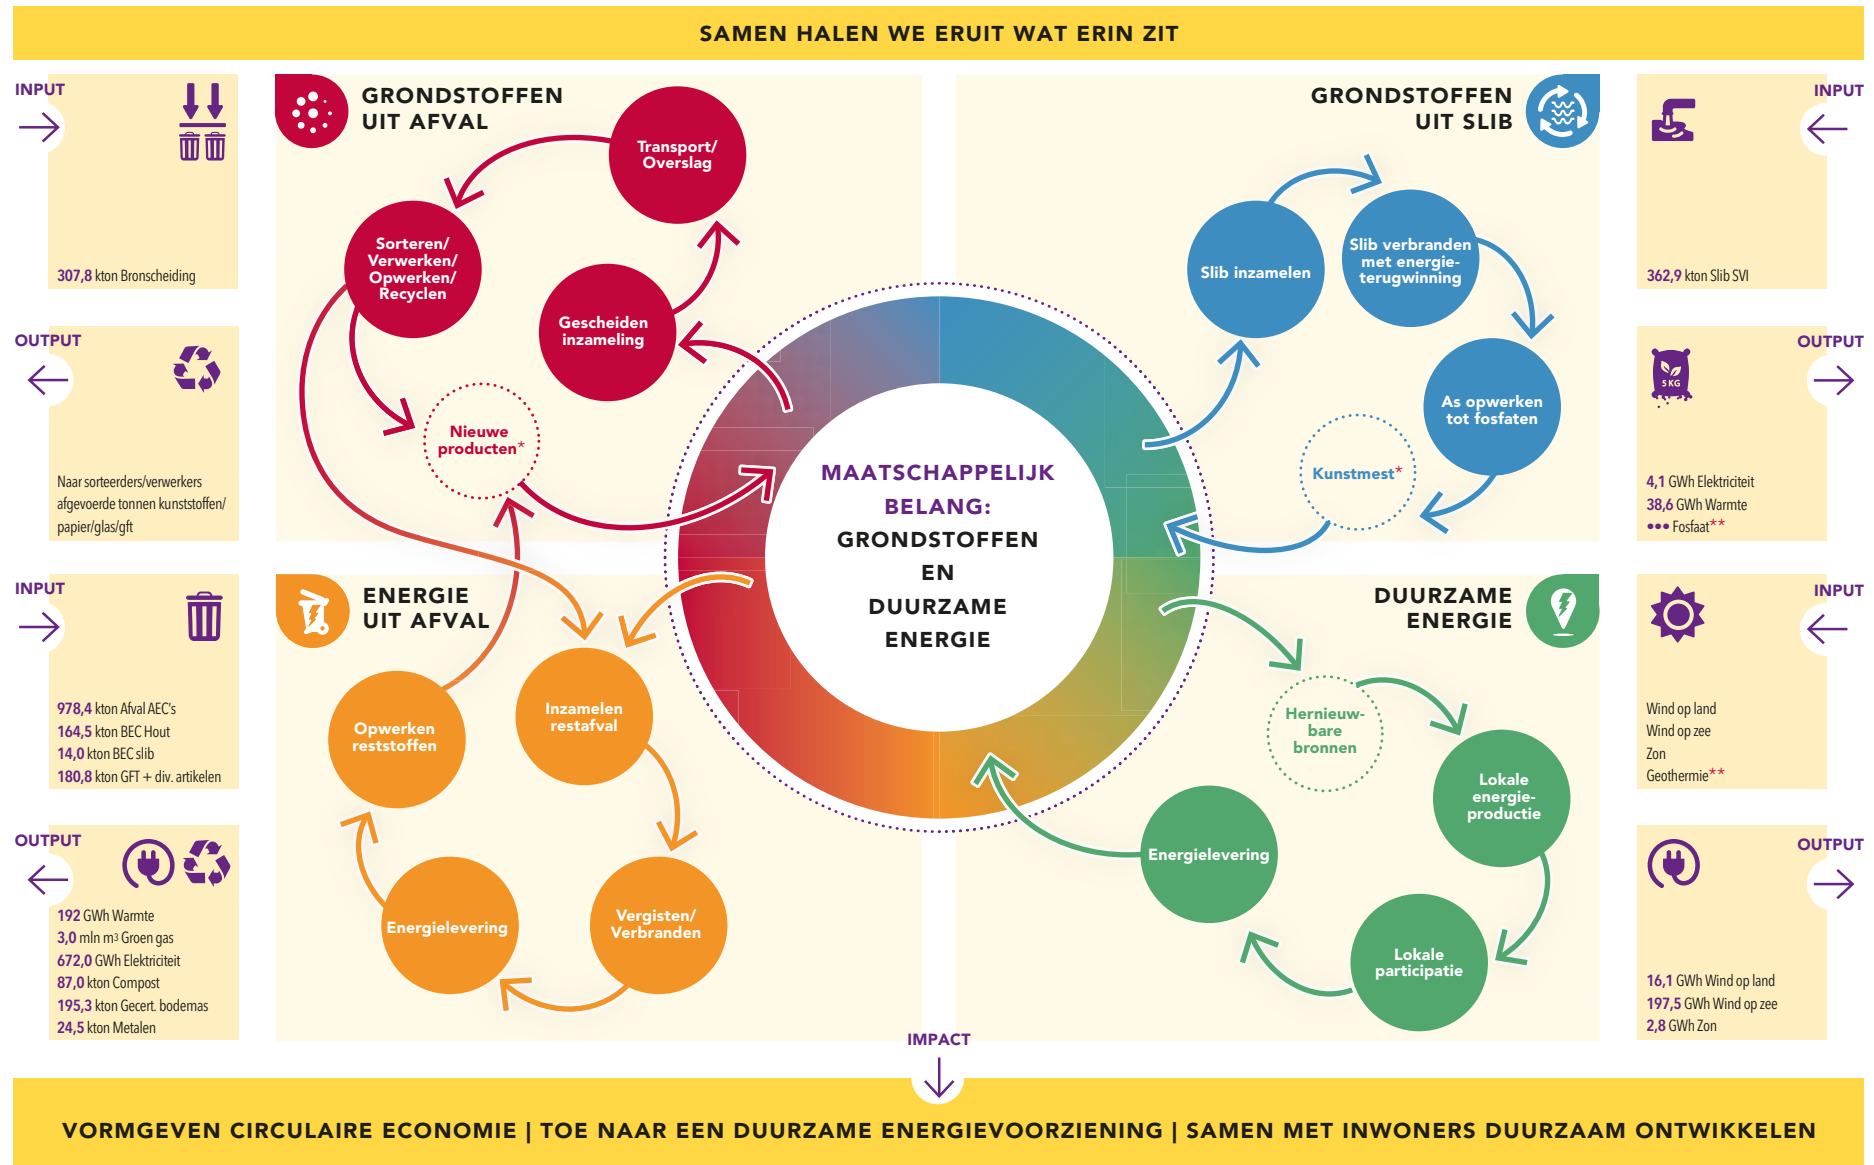 SAMEN HALEN WE ERUIT WAT ERIN ZIT
INPUT
307,8 kton Bronscheiding
OUTPUT
Naar sorteerders/verwerkers
afgevoerde tonnen kunststoffen/
papier/glas/gft
GRONDSTOFFEN
UIT AFVAL
Transport/
Overslag
Sorteren/
Verwerken/
Opwerken/
Recyclen
Gescheiden
inzameling
Nieuwe
producten*
GRONDSTOFFEN
UIT SLIB
Slib inzamelen
Slib verbranden
met energie-
terugwinning
As opwerken
tot fosfaten
Kunstmest*
INPUT
362,9 kton Slib SVI
OUTPUT
5 KG
4,1 GWh Elektriciteit
38,6 GWh Warmte
●●● Fosfaat**
MAATSCHAPPELIJK
BELANG:
GRONDSTOFFEN
EN
DUURZAME
ENERGIE
INPUT
978,4 kton Afval AEC's
164,5 kton BEC Hout
14,0 kton BEC slib
180,8 kton GFT + div. artikelen
OUTPUT
192 GWh Warmte
3,0 mln m³ Groen gas
672,0 GWh Elektriciteit
87,0 kton Compost
195,3 kton Gecert. bodemas
24,5 kton Metalen
ENERGIE
UIT AFVAL
Opwerken
reststoffen
Inzamelen
restafval
Energielevering
Vergisten/
Verbranden
DUURZAME
ENERGIE
Hernieuw-
bare
bronnen
Lokale
energie-
productie
Energielevering
Lokale
participatie
INPUT
Wind op land
Wind op zee
Zon
Geothermie**
OUTPUT
16,1 GWh Wind op land
197,5 GWh Wind op zee
2,8 GWh Zon
IMPACT
VORMGEVEN CIRCULAIRE ECONOMIE | TOE NAAR EEN DUURZAME ENERGIEVOORZIENING | SAMEN MET INWONERS DUURZAAM ONTWIKKELEN